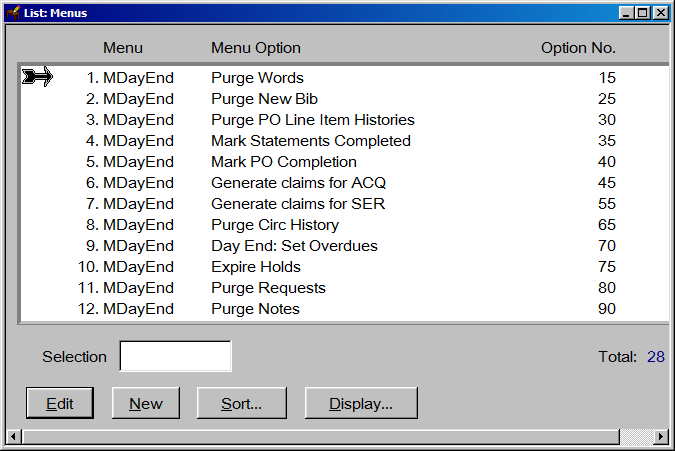 List: Menus
Menu Menu Option Option No.
1. MDayEnd Purge Words 15
2. MDayEnd Purge New Bib 25
3. MDayEnd Purge PO Line Item Histories 30
4. MDayEnd Mark Statements Completed 35
5. MDayEnd Mark PO Completion 40
6. MDayEnd Generate claims for ACQ 45
7. MDayEnd Generate claims for SER 55
8. MDayEnd Purge Circ History 65
9. MDayEnd Day End: Set Overdues 70
10. MDayEnd Expire Holds 75
11. MDayEnd Purge Requests 80
12. MDayEnd Purge Notes 90
Selection Total: 28
Edit New Sort... Display...